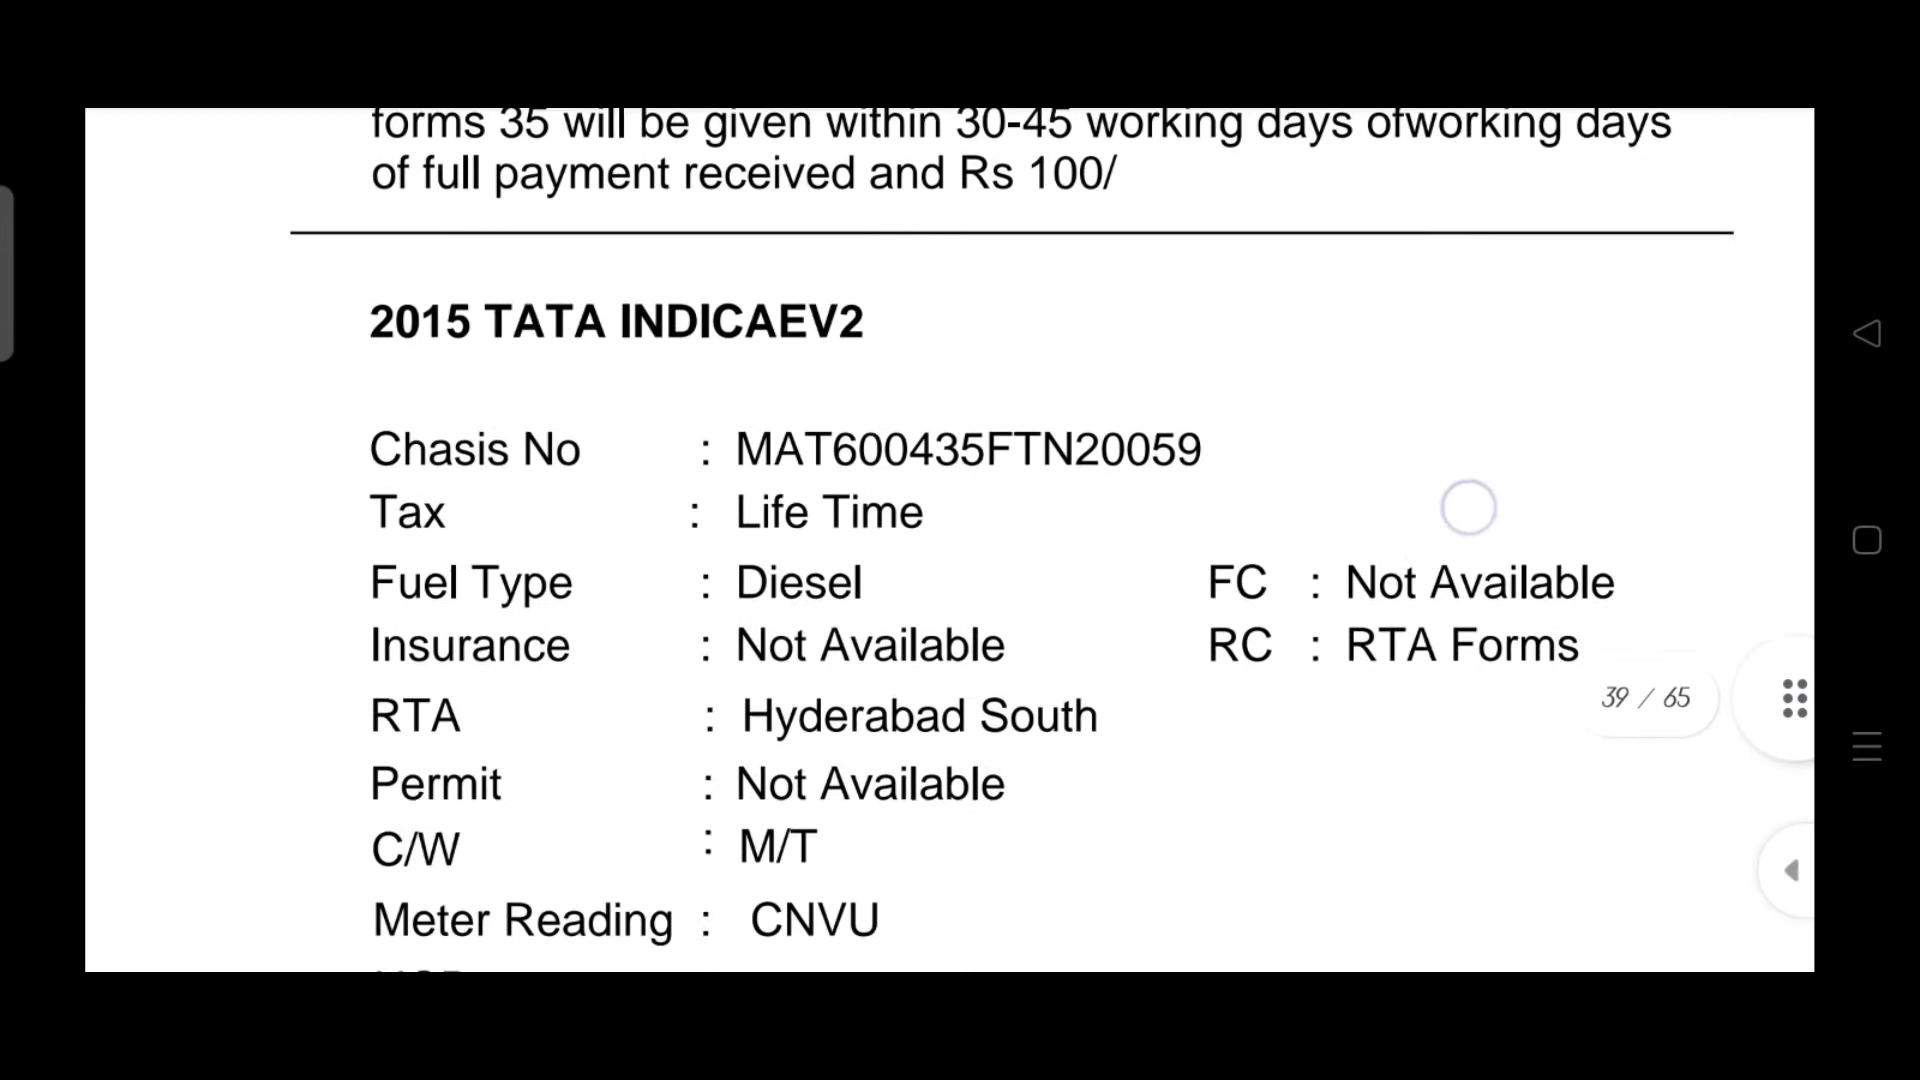 forms 35 will be given within 30-45 working days ofworking days
of full payment received and Rs 100/
2015 TATA INDICAEV2
Chasis No : MAT600435FTN20059
Tax : Life Time
Fuel Type : Diesel FC : Not Available
Insurance : Not Available RC : RTA Forms
39 / 65
RTA : Hyderabad South
Permit : Not Available
C/W : M/T
Meter Reading : CNVU